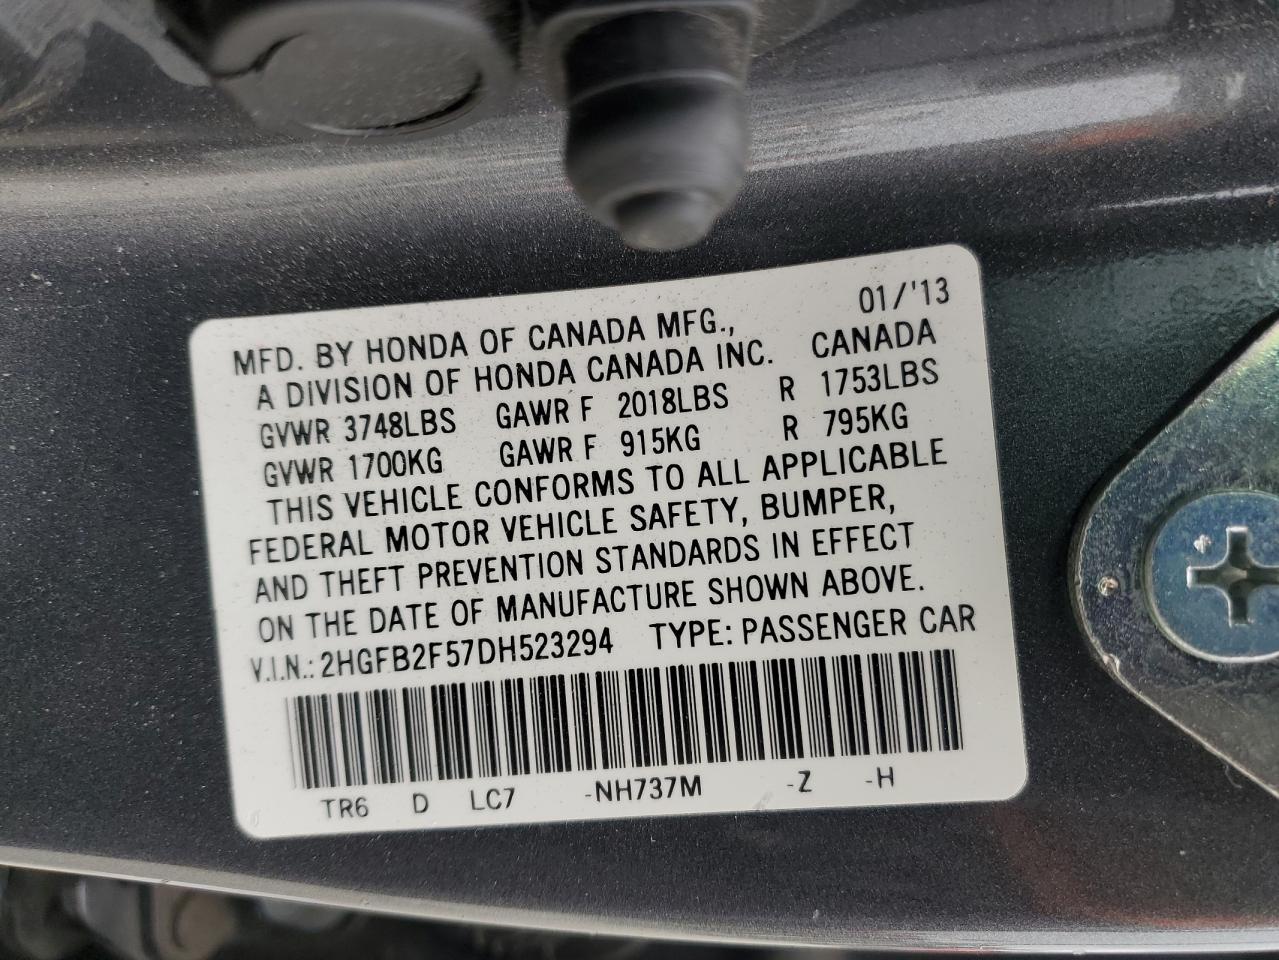 01/'13
MFD. BY HONDA OF CANADA MFG.,
A DIVISION OF HONDA CANADA INC. CANADA
GVWR 3748LBS GAWR F 2018LBS R 1753LBS
GVWR 1700KG GAWR F 915KG R 795KG
THIS VEHICLE CONFORMS TO ALL APPLICABLE
FEDERAL MOTOR VEHICLE SAFETY, BUMPER,
AND THEFT PREVENTION STANDARDS IN EFFECT
ON THE DATE OF MANUFACTURE SHOWN ABOVE.
V.I.N.: 2HGFB2F57DH523294 TYPE: PASSENGER CAR
TR6 D LC7 -NH737M -Z -H